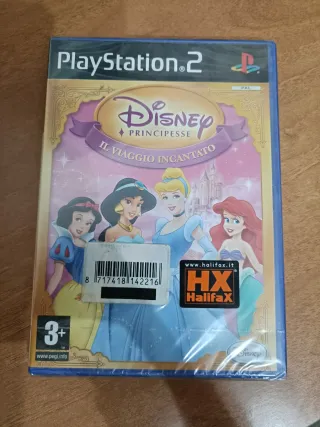 PlayStation®2
Disney
PRINCIPESSE
IL VIAGGIO INCANTATO
8 717418 142216
www.halifax.it
HX
HalifaX
3+
www.pegi.info
Disney